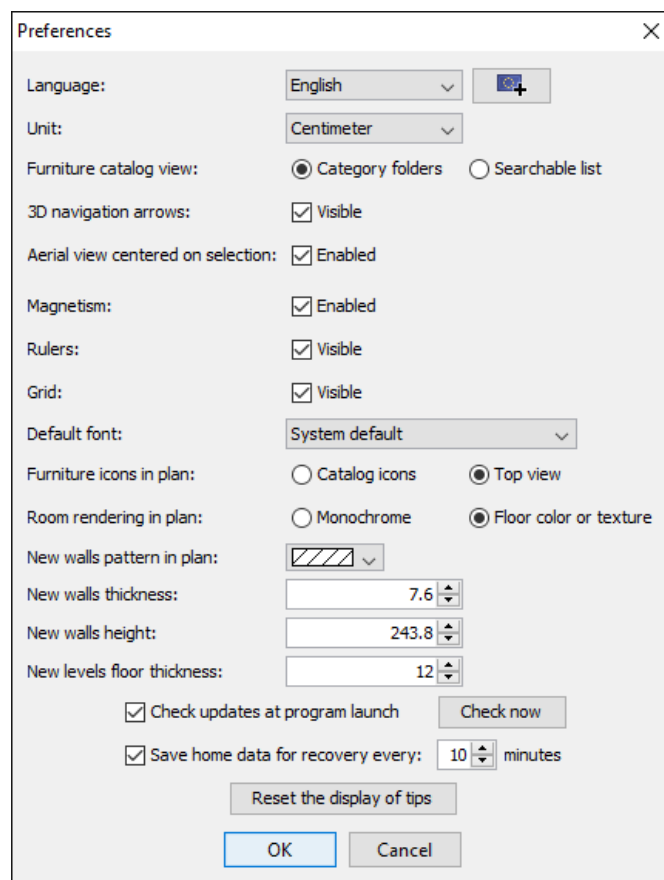 Preferences
Language: English
Unit: Centimeter
Furniture catalog view: Category folders Searchable list
3D navigation arrows: Visible
Aerial view centered on selection: Enabled
Magnetism: Enabled
Rulers: Visible
Grid: Visible
Default font: System default
Furniture icons in plan: Catalog icons Top view
Room rendering in plan: Monochrome Floor color or texture
New walls pattern in plan:
New walls thickness: 7.6
New walls height: 243.8
New levels floor thickness: 12
Check updates at program launch Check now
Save home data for recovery every: 10 minutes
Reset the display of tips
OK Cancel